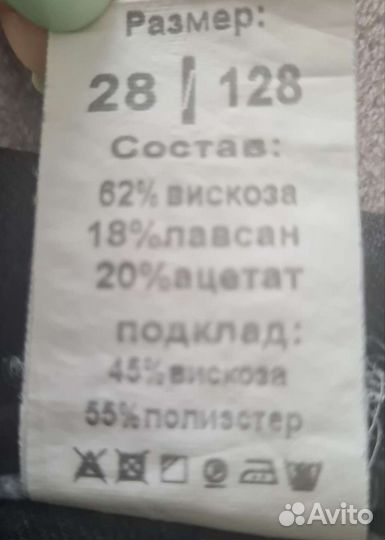 Размер:
28 | 128
Состав:
62% вискоза
18%лавсан
20%ацетат
подклад:
45%вискоза
55%полиэстер
Avito